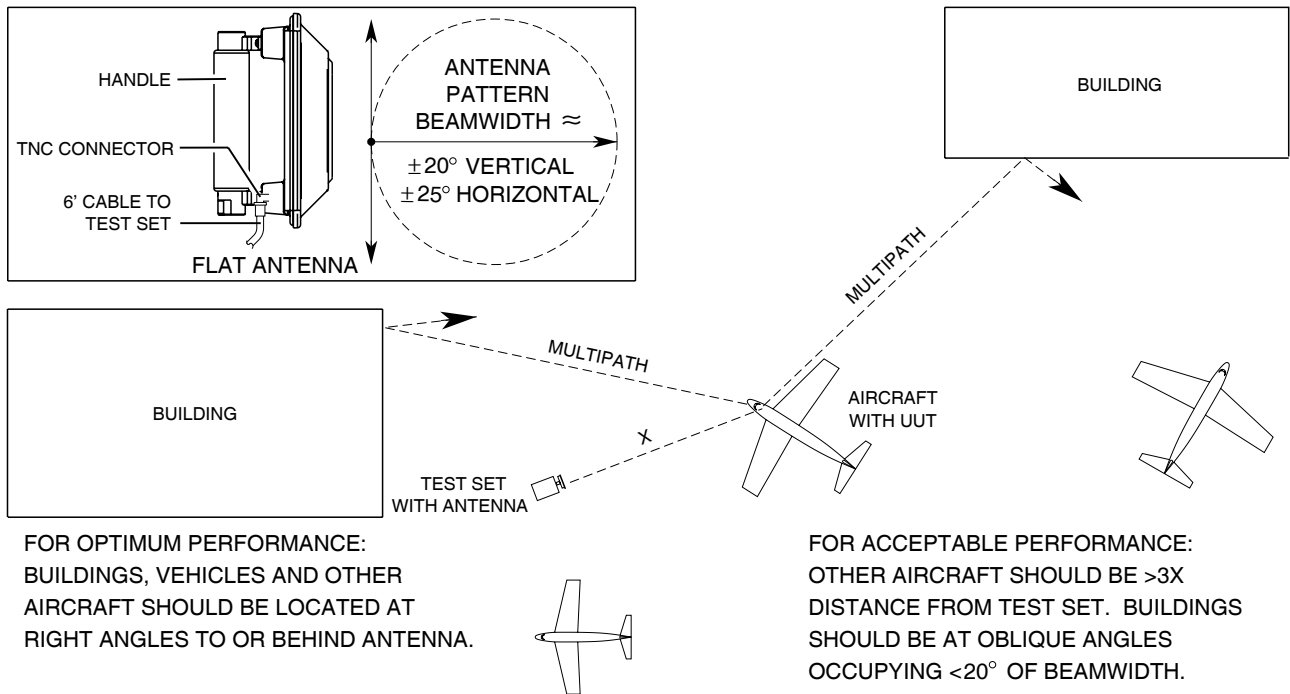 HANDLE
TNC CONNECTOR
6' CABLE TO
TEST SET
FLAT ANTENNA
ANTENNA
PATTERN
BEAMWIDTH ≈
±20° VERTICAL
±25° HORIZONTAL
BUILDING
MULTIPATH
BUILDING
MULTIPATH
AIRCRAFT
WITH UUT
X
TEST SET
WITH ANTENNA
FOR OPTIMUM PERFORMANCE:
BUILDINGS, VEHICLES AND OTHER
AIRCRAFT SHOULD BE LOCATED AT
RIGHT ANGLES TO OR BEHIND ANTENNA.
FOR ACCEPTABLE PERFORMANCE:
OTHER AIRCRAFT SHOULD BE >3X
DISTANCE FROM TEST SET. BUILDINGS
SHOULD BE AT OBLIQUE ANGLES
OCCUPYING <20° OF BEAMWIDTH.